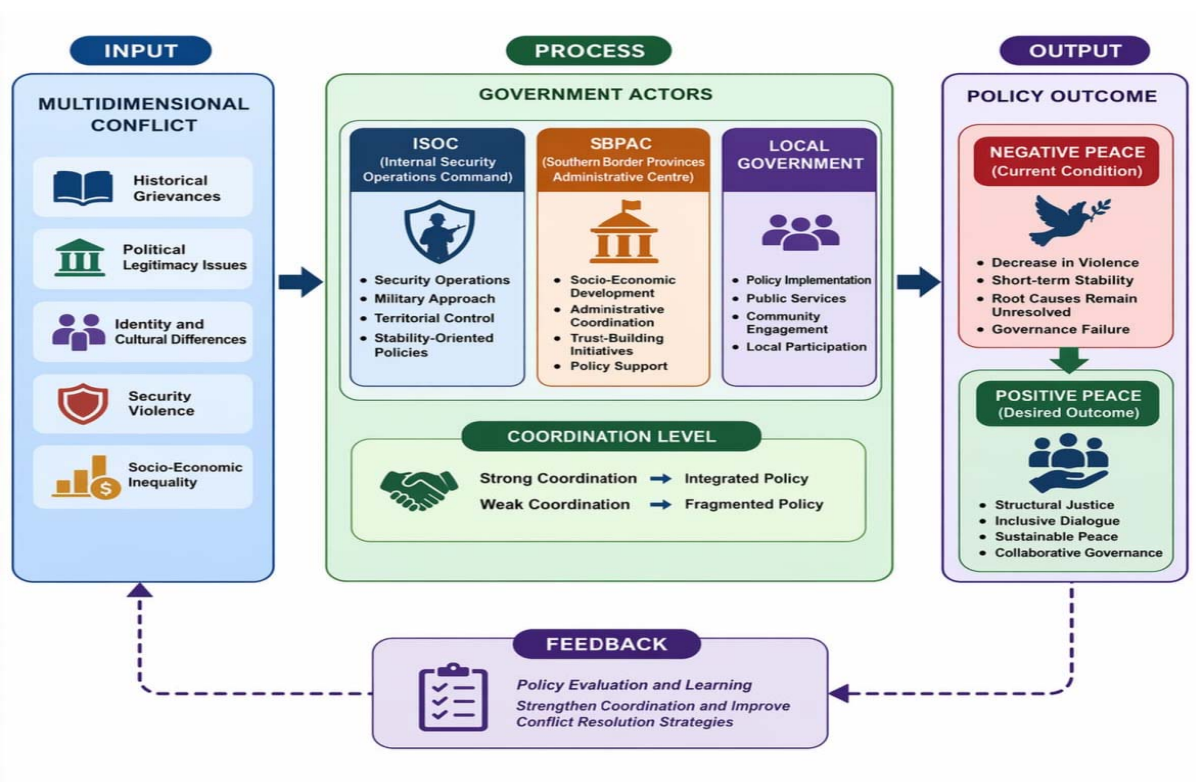 INPUT
MULTIDIMENSIONAL
CONFLICT
Historical
Grievances
Political
Legitimacy Issues
Identity and
Cultural Differences
Security
Violence
Socio-Economic
Inequality
$
PROCESS
GOVERNMENT ACTORS
ISOC
(Internal Security
Operations Command)
• Security Operations
• Military Approach
• Territorial Control
• Stability-Oriented
Policies
SBPAC
(Southern Border Provinces
Administrative Centre)
• Socio-Economic
Development
• Administrative
Coordination
• Trust-Building
Initiatives
• Policy Support
LOCAL
GOVERNMENT
• Policy Implementation
• Public Services
• Community
Engagement
• Local Participation
COORDINATION LEVEL
Strong Coordination → Integrated Policy
Weak Coordination → Fragmented Policy
OUTPUT
POLICY OUTCOME
NEGATIVE PEACE
(Current Condition)
• Decrease in Violence
• Short-term Stability
• Root Causes Remain
Unresolved
• Governance Failure
POSITIVE PEACE
(Desired Outcome)
• Structural Justice
• Inclusive Dialogue
• Sustainable Peace
• Collaborative Governance
FEEDBACK
Policy Evaluation and Learning
Strengthen Coordination and Improve
Conflict Resolution Strategies